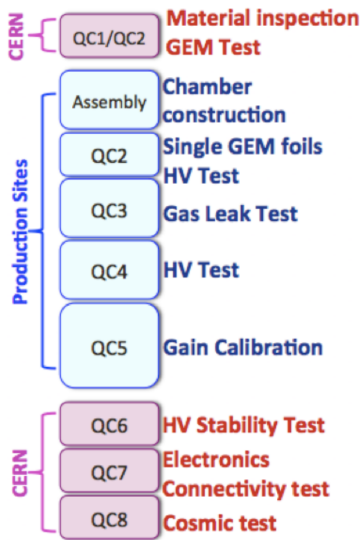 CERN
QC1/QC2
Material inspection
GEM Test
Production Sites
Assembly
Chamber
construction
QC2
Single GEM foils
HV Test
QC3
Gas Leak Test
QC4
HV Test
QC5
Gain Calibration
CERN
QC6
HV Stability Test
QC7
Electronics
Connectivity test
QC8
Cosmic test